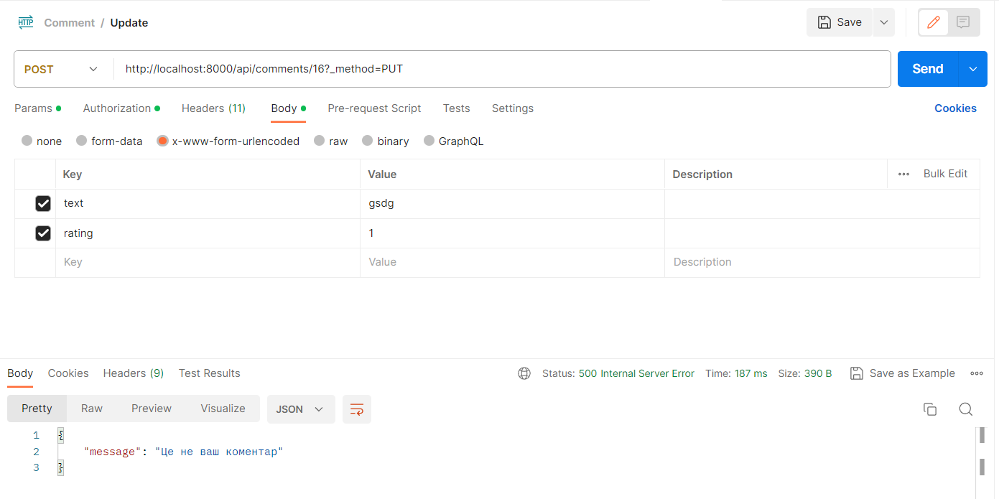 HTTP Comment / Update Save
POST http://localhost:8000/api/comments/16?_method=PUT Send
Params Authorization Headers (11) Body Pre-request Script Tests Settings Cookies
none form-data x-www-form-urlencoded raw binary GraphQL
Key Value Description Bulk Edit
text gsdg
rating 1
Key Value Description
Body Cookies Headers (9) Test Results Status: 500 Internal Server Error Time: 187 ms Size: 390 B Save as Example
Pretty Raw Preview Visualize JSON
1 {
2 "message": "Це не ваш коментар"
3 }